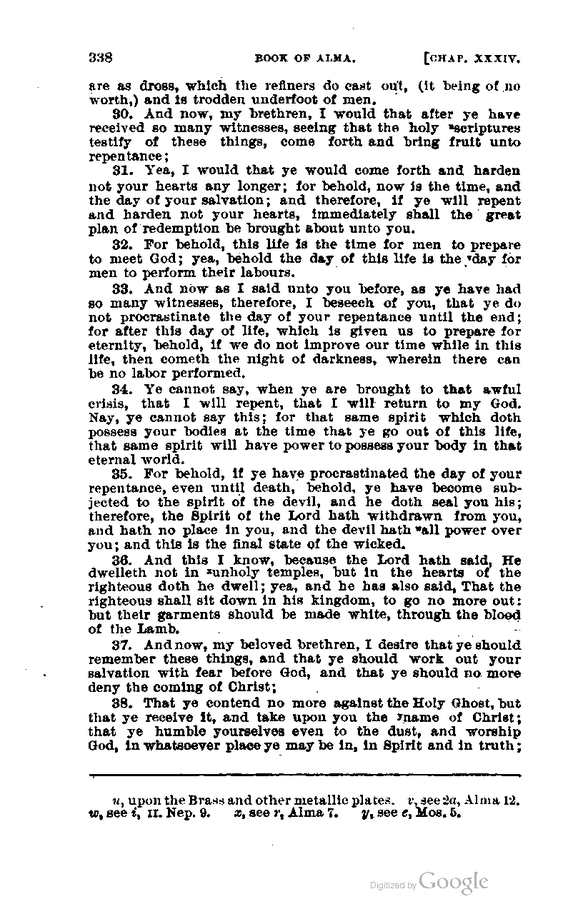 338 BOOK OF ALMA. [CHAP. XXXIV.
are as dross, which the refiners do cast out, (it being of no
worth,) and is trodden underfoot of men.
30. And now, my brethren, I would that after ye have
received so many witnesses, seeing that the holy ᵘscriptures
testify of these things, come forth and bring fruit unto
repentance;
31. Yea, I would that ye would come forth and harden
not your hearts any longer; for behold, now is the time, and
the day of your salvation; and therefore, if ye will repent
and harden not your hearts, immediately shall the great
plan of redemption be brought about unto you.
32. For behold, this life is the time for men to prepare
to meet God; yea, behold the day of this life is the ᵛday for
men to perform their labours.
33. And now as I said unto you before, as ye have had
so many witnesses, therefore, I beseech of you, that ye do
not procrastinate the day of your repentance until the end;
for after this day of life, which is given us to prepare for
eternity, behold, if we do not improve our time while in this
life, then cometh the night of darkness, wherein there can
be no labor performed.
34. Ye cannot say, when ye are brought to that awful
crisis, that I will repent, that I will return to my God.
Nay, ye cannot say this; for that same spirit which doth
possess your bodies at the time that ye go out of this life,
that same spirit will have power to possess your body in that
eternal world.
35. For behold, if ye have procrastinated the day of your
repentance, even until death, behold, ye have become sub-
jected to the spirit of the devil, and he doth seal you his;
therefore, the Spirit of the Lord hath withdrawn from you,
and hath no place in you, and the devil hath ʷall power over
you; and this is the final state of the wicked.
36. And this I know, because the Lord hath said, He
dwelleth not in ˣunholy temples, but in the hearts of the
righteous doth he dwell; yea, and he has also said, That the
righteous shall sit down in his kingdom, to go no more out:
but their garments should be made white, through the blood
of the Lamb.
37. And now, my beloved brethren, I desire that ye should
remember these things, and that ye should work out your
salvation with fear before God, and that ye should no more
deny the coming of Christ;
38. That ye contend no more against the Holy Ghost, but
that ye receive it, and take upon you the ʸname of Christ;
that ye humble yourselves even to the dust, and worship
God, in whatsoever place ye may be in, in Spirit and in truth;
u, upon the Brass and other metallic plates. v, see 2a, Alma 12.
w, see i, II. Nep. 9. x, see r, Alma 7. y, see e, Mos. 5.
Digitized by Google